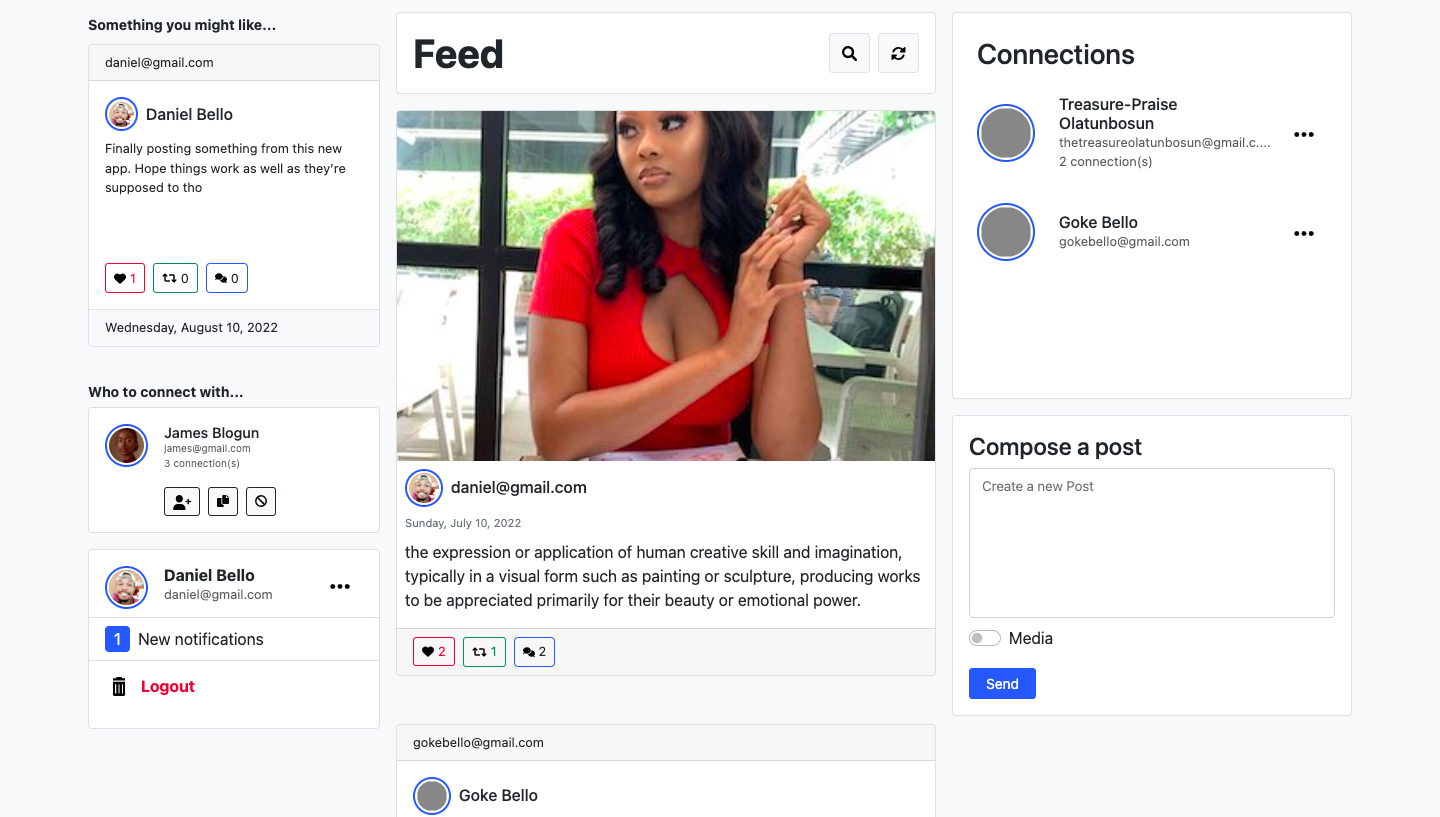 Something you might like...
daniel@gmail.com
Daniel Bello
Finally posting something from this new
app. Hope things work as well as they're
supposed to tho
1 0 0
Wednesday, August 10, 2022
Who to connect with...
James Blogun
james@gmail.com
3 connection(s)
Daniel Bello
daniel@gmail.com
1 New notifications
Logout
Feed
daniel@gmail.com
Sunday, July 10, 2022
the expression or application of human creative skill and imagination,
typically in a visual form such as painting or sculpture, producing works
to be appreciated primarily for their beauty or emotional power.
2 1 2
gokebello@gmail.com
Goke Bello
Connections
Treasure-Praise
Olatunbosun
thetreasureolatunbosun@gmail.c....
2 connection(s)
Goke Bello
gokebello@gmail.com
Compose a post
Create a new Post
Media
Send